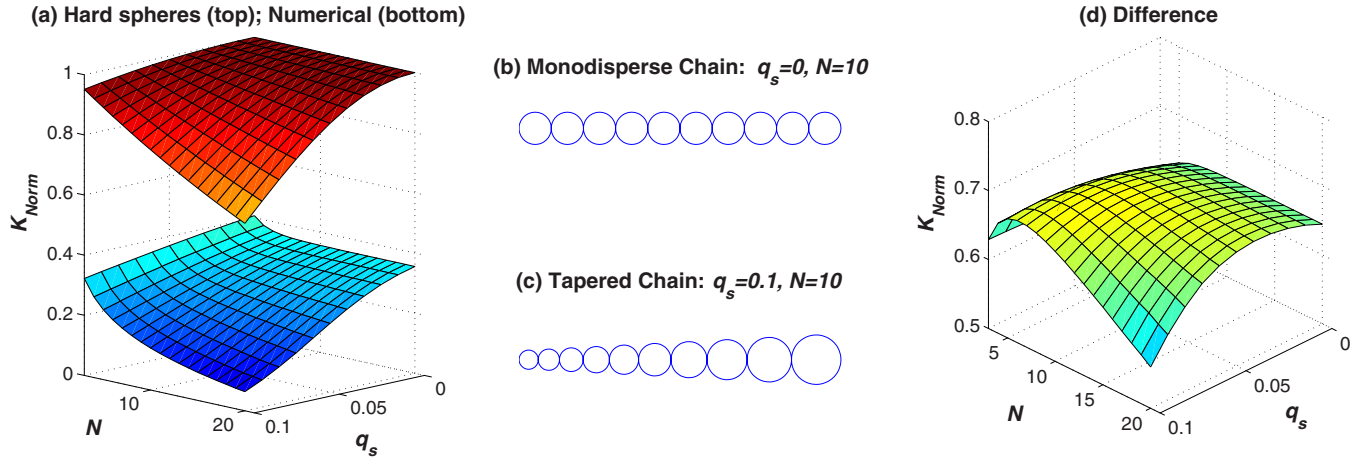 (a) Hard spheres (top); Numerical (bottom)
1
0.8
0.6
0.4
0.2
0
K_Norm
10
20
N
0.1
0.05
0
q_s
(b) Monodisperse Chain: q_s=0, N=10
(c) Tapered Chain: q_s=0.1, N=10
(d) Difference
0.8
0.7
0.6
0.5
K_Norm
5
10
15
20
N
0.1
0.05
0
q_s